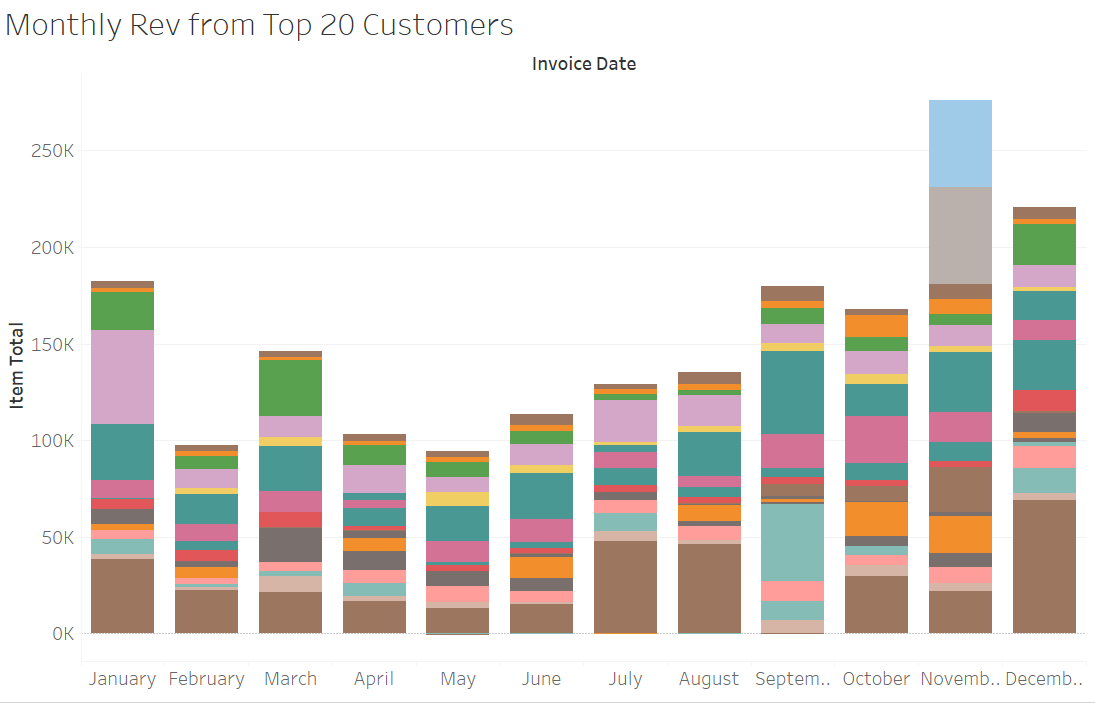 Monthly Rev from Top 20 Customers
Invoice Date
Item Total
250K
200K
150K
100K
50K
0K
January February March April May June July August Septem.. October Novemb.. Decemb..